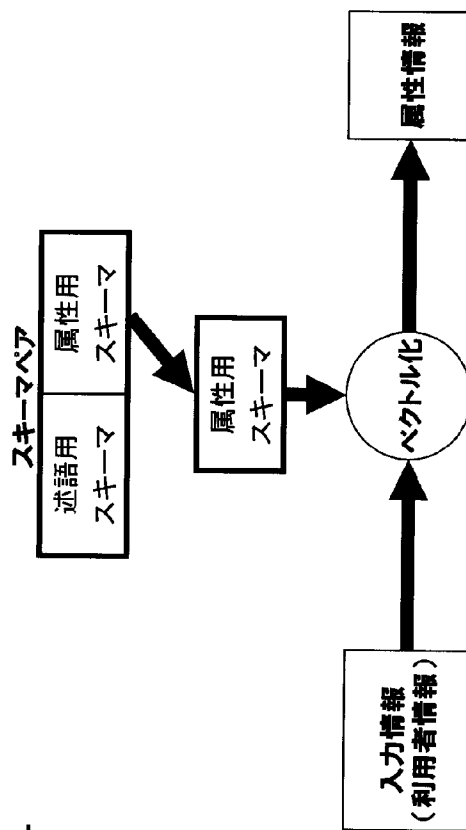 スキーマペア
述語用
スキーマ
属性用
スキーマ
属性用
スキーマ
入力情報
(利用者情報)
ベクトル化
属性情報